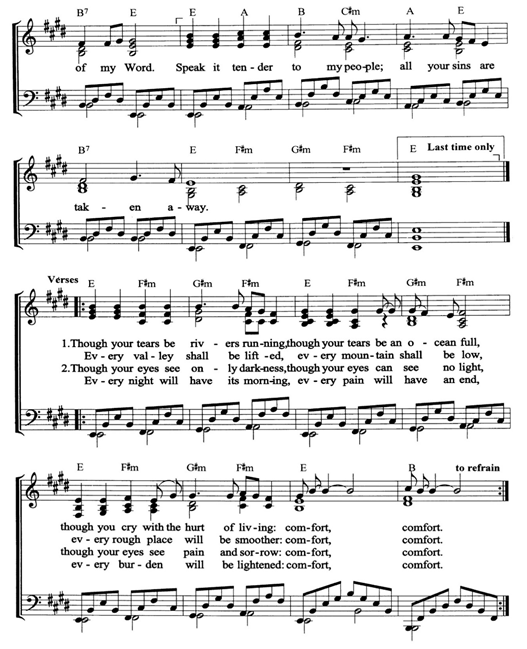 B7 E E A B C♯m A E
of my Word. Speak it ten- der to my peo-ple; all your sins are
B7 E F♯m G♯m F♯m E Last time only
tak - en a-way.
Verses E F♯m G♯m F♯m E F♯m G♯m F♯m
1.Though your tears be riv- ers run-ning,though your tears be an o- cean full,
Ev- ery val- ley shall be lift-ed, ev- ery moun-tain shall be low,
2.Though your eyes see on- ly dark-ness,though your eyes can see no light,
Ev-ery night will have its morn-ing, ev-ery pain will have an end,
E F♯m E G♯m F♯m E B to refrain
though you cry with the hurt of liv-ing: com-fort, comfort.
ev-ery rough place will be smoother: com-fort, comfort.
though your eyes see pain and sor-row: com-fort, comfort.
ev-ery bur-den will be lightened: com-fort, comfort.